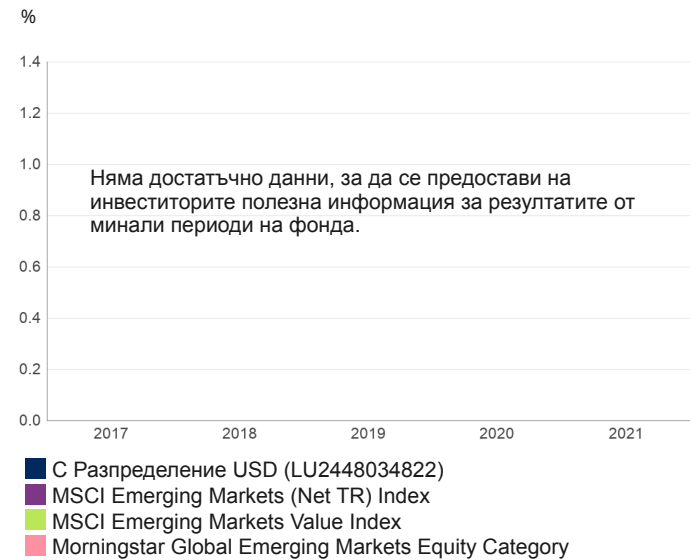 %
1.4
1.2
1.0
Няма достатъчно данни, за да се предостави на
инвеститорите полезна информация за резултатите от
0.8
минали периоди на фонда.
0.6
0.4
0.2
0.0
2017 2018 2019 2020 2021
C Разпределение USD (LU2448034822)
MSCI Emerging Markets (Net TR) Index
MSCI Emerging Markets Value Index
Morningstar Global Emerging Markets Equity Category